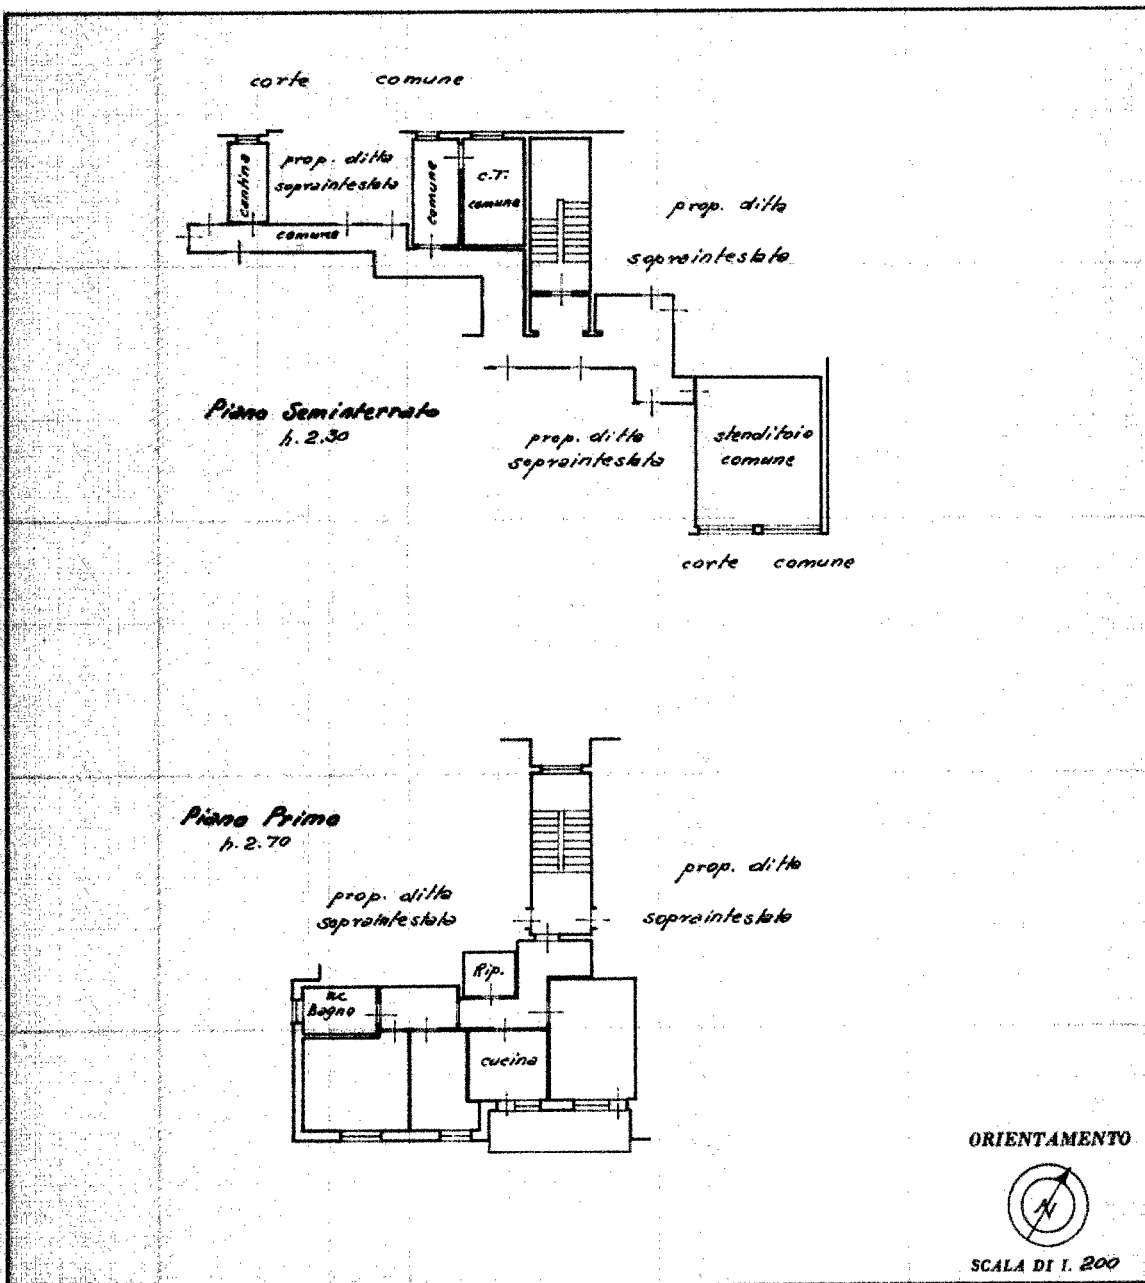 corte comune
prop. ditta
sopraintestata
cantina
comune
comune
c.T.
comune
prop. ditta
sopraintestata
Piano Seminterrato
h. 2.30
prop. ditta
sopraintestata
stenditoio
comune
corte comune
Piano Primo
h. 2.70
prop. ditta
sopraintestata
prop. ditta
sopraintestata
Rip.
wc
Bagno
cucina
ORIENTAMENTO
N
SCALA DI 1. 200